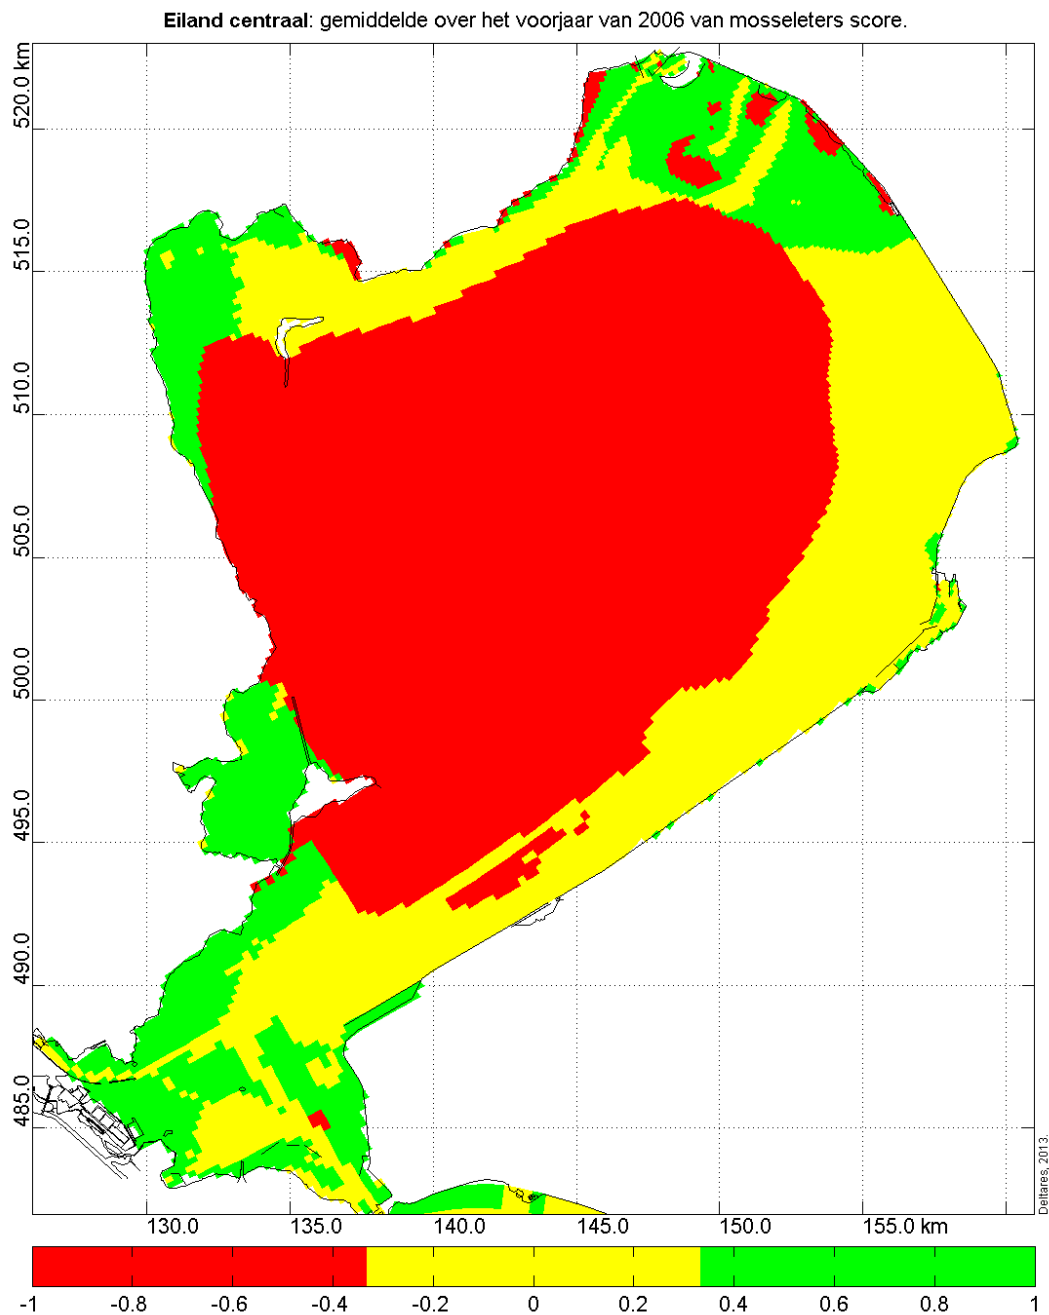 Eiland centraal: gemiddelde over het voorjaar van 2006 van mosseleters score.
520.0 km
515.0
510.0
505.0
500.0
495.0
490.0
485.0
130.0 135.0 140.0 145.0 150.0 155.0 km
Deltares, 2013.
-1 -0.8 -0.6 -0.4 -0.2 0 0.2 0.4 0.6 0.8 1